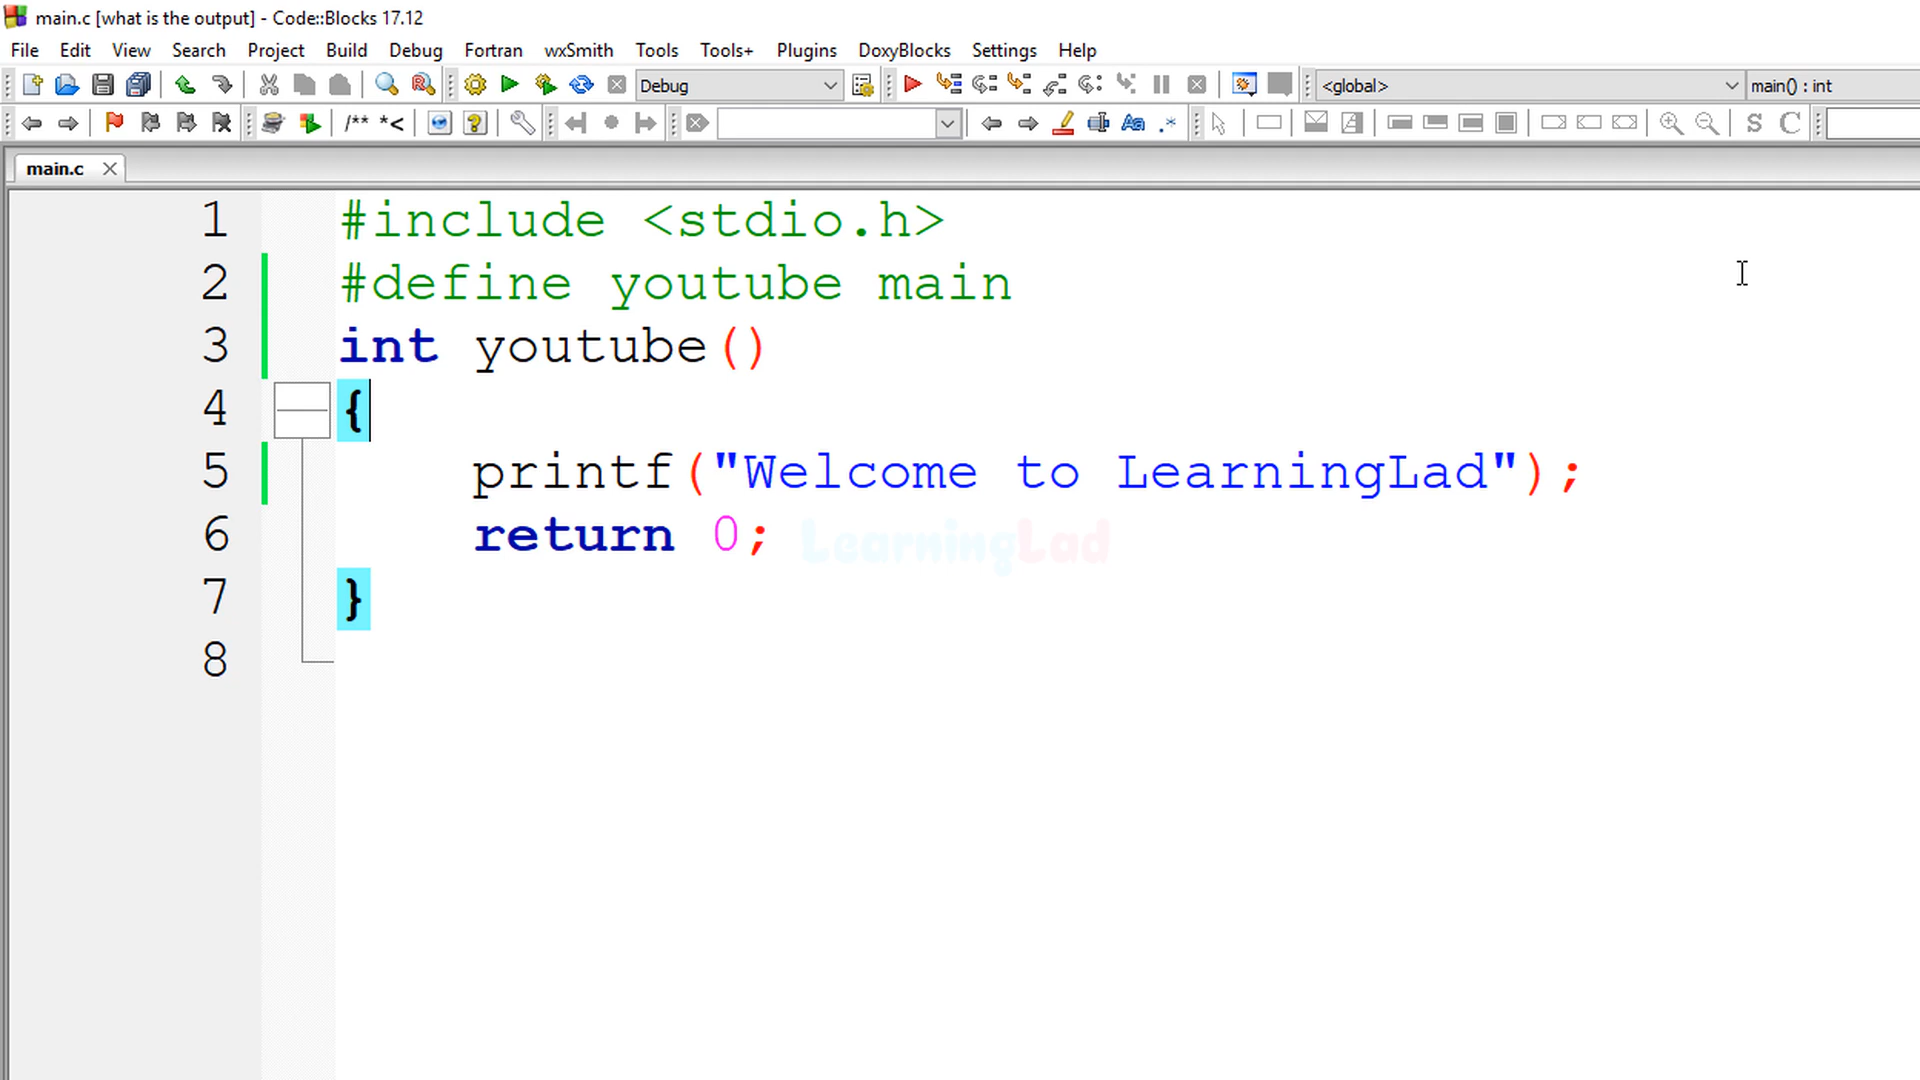 main.c [what is the output] - Code::Blocks 17.12
File Edit View Search Project Build Debug Fortran wxSmith Tools Tools+ Plugins DoxyBlocks Settings Help
Debug <global> main() : int
/** *< Aa .* S C
main.c
1 #include <stdio.h>
2 #define youtube main
3 int youtube()
4 {
5 printf("Welcome to LearningLad");
6 return 0;
LearningLad
7 }
8